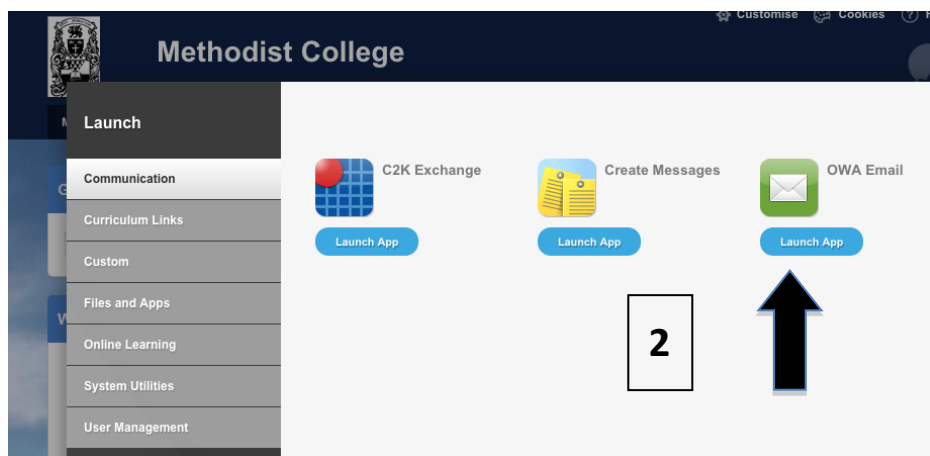 Customise Cookies ?
Methodist College
Launch
Communication
Curriculum Links
Custom
Files and Apps
Online Learning
System Utilities
User Management
C2K Exchange
Launch App
Create Messages
Launch App
OWA Email
Launch App
2